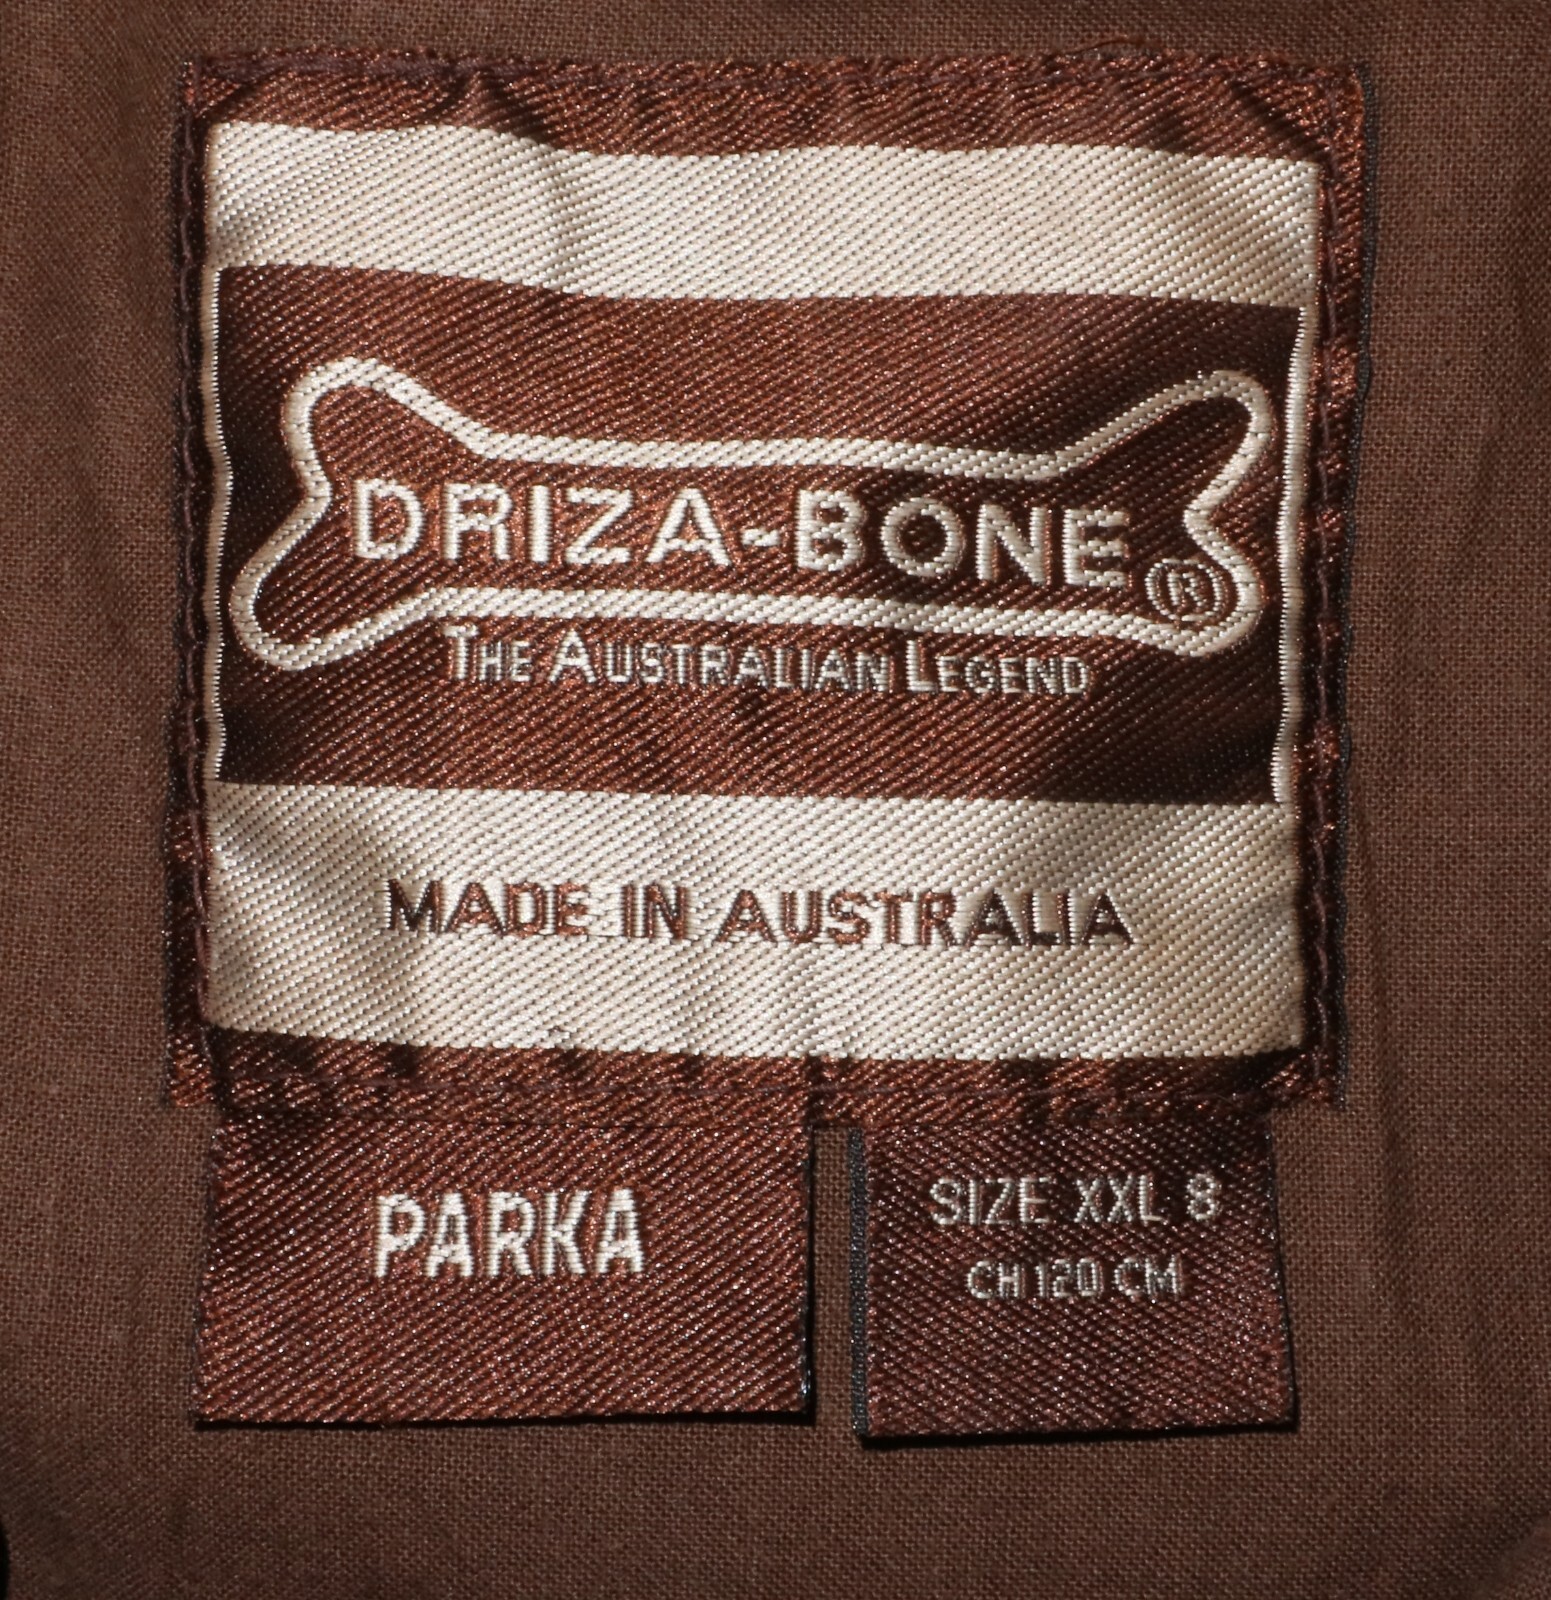 DRIZA-BONE ®
THE AUSTRALIAN LEGEND
MADE IN AUSTRALIA
PARKA
SIZE XXL 8
CH 120 CM